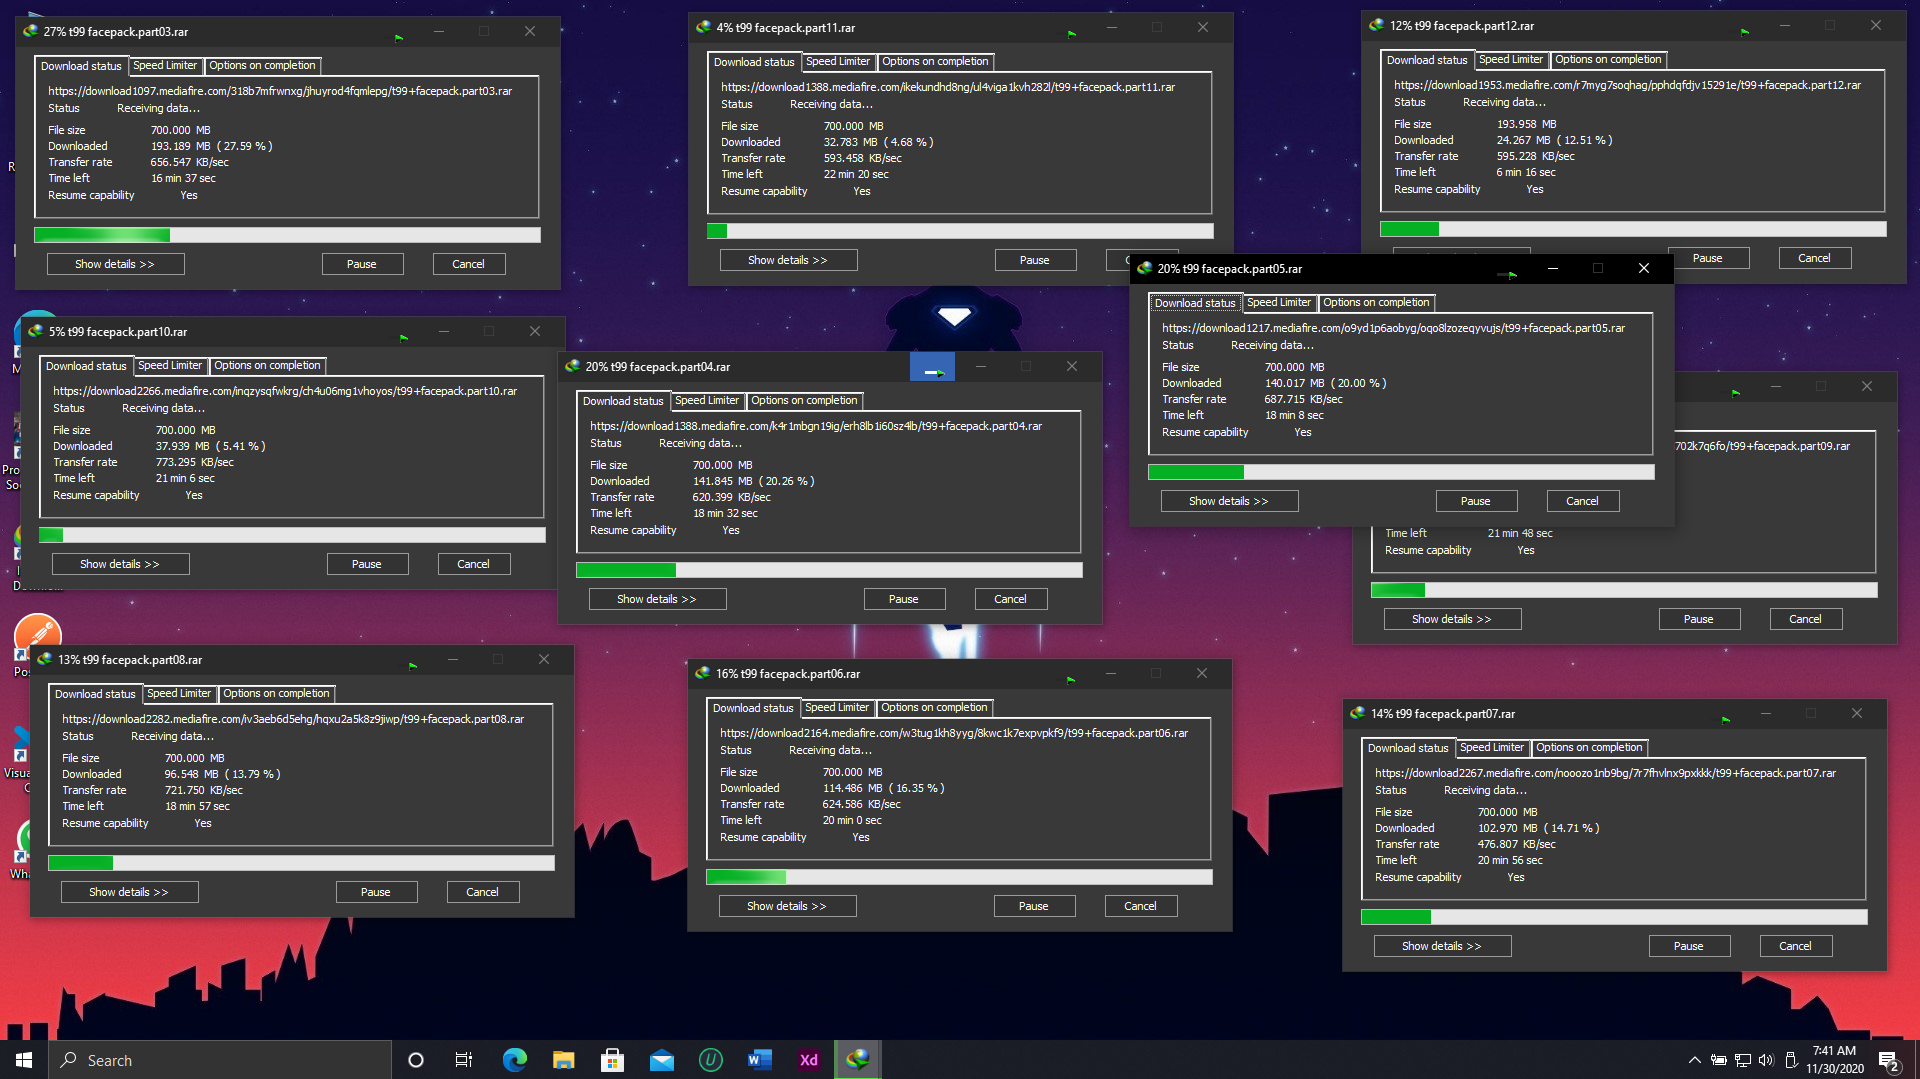 27% t99 facepack.part03.rar
Download status Speed Limiter Options on completion
https://download1097.mediafire.com/318b7mfrwnxg/jhuyrod4fqmlepg/t99+facepack.part03.rar
Status Receiving data...
File size 700.000 MB
Downloaded 193.189 MB ( 27.59 % )
Transfer rate 656.547 KB/sec
Time left 16 min 37 sec
Resume capability Yes
Show details >> Pause Cancel
4% t99 facepack.part11.rar
Download status Speed Limiter Options on completion
https://download1388.mediafire.com/ikekundhd8ng/ul4viga1kvh282l/t99+facepack.part11.rar
Status Receiving data...
File size 700.000 MB
Downloaded 32.783 MB ( 4.68 % )
Transfer rate 593.458 KB/sec
Time left 22 min 20 sec
Resume capability Yes
Show details >> Pause
12% t99 facepack.part12.rar
Download status Speed Limiter Options on completion
https://download1953.mediafire.com/r7myg7soqhag/pphdqfdjv15291e/t99+facepack.part12.rar
Status Receiving data...
File size 193.958 MB
Downloaded 24.267 MB ( 12.51 % )
Transfer rate 595.228 KB/sec
Time left 6 min 16 sec
Resume capability Yes
Pause Cancel
20% t99 facepack.part05.rar
Download status Speed Limiter Options on completion
https://download1217.mediafire.com/o9yd1p6aobyg/oqo8lzozeqyvujs/t99+facepack.part05.rar
Status Receiving data...
File size 700.000 MB
Downloaded 140.017 MB ( 20.00 % )
Transfer rate 687.715 KB/sec
Time left 18 min 8 sec
Resume capability Yes
Show details >> Pause Cancel
5% t99 facepack.part10.rar
Download status Speed Limiter Options on completion
https://download2266.mediafire.com/inqzysqfwkrg/ch4u06mg1vhoyos/t99+facepack.part10.rar
Status Receiving data...
File size 700.000 MB
Downloaded 37.939 MB ( 5.41 % )
Transfer rate 773.295 KB/sec
Time left 21 min 6 sec
Resume capability Yes
Show details >> Pause Cancel
20% t99 facepack.part04.rar
Download status Speed Limiter Options on completion
https://download1388.mediafire.com/k4r1mbgn19ig/erh8lb1i60sz4lb/t99+facepack.part04.rar
Status Receiving data...
File size 700.000 MB
Downloaded 141.845 MB ( 20.26 % )
Transfer rate 620.399 KB/sec
Time left 18 min 32 sec
Resume capability Yes
Show details >> Pause Cancel
702k7q6fo/t99+facepack.part09.rar
Time left 21 min 48 sec
Resume capability Yes
Show details >> Pause Cancel
13% t99 facepack.part08.rar
Download status Speed Limiter Options on completion
https://download2282.mediafire.com/iv3aeb6d5ehg/hqxu2a5k8z9jiwp/t99+facepack.part08.rar
Status Receiving data...
File size 700.000 MB
Downloaded 96.548 MB ( 13.79 % )
Transfer rate 721.750 KB/sec
Time left 18 min 57 sec
Resume capability Yes
Show details >> Pause Cancel
16% t99 facepack.part06.rar
Download status Speed Limiter Options on completion
https://download2164.mediafire.com/w3tug1kh8yyg/8kwc1k7expvpkf9/t99+facepack.part06.rar
Status Receiving data...
File size 700.000 MB
Downloaded 114.486 MB ( 16.35 % )
Transfer rate 624.586 KB/sec
Time left 20 min 0 sec
Resume capability Yes
Show details >> Pause Cancel
14% t99 facepack.part07.rar
Download status Speed Limiter Options on completion
https://download2267.mediafire.com/nooozo1nb9bg/7r7fhvlnx9pxkkk/t99+facepack.part07.rar
Status Receiving data...
File size 700.000 MB
Downloaded 102.970 MB ( 14.71 % )
Transfer rate 476.807 KB/sec
Time left 20 min 56 sec
Resume capability Yes
Show details >> Pause Cancel
Search
Xd
7:41 AM
11/30/2020
2